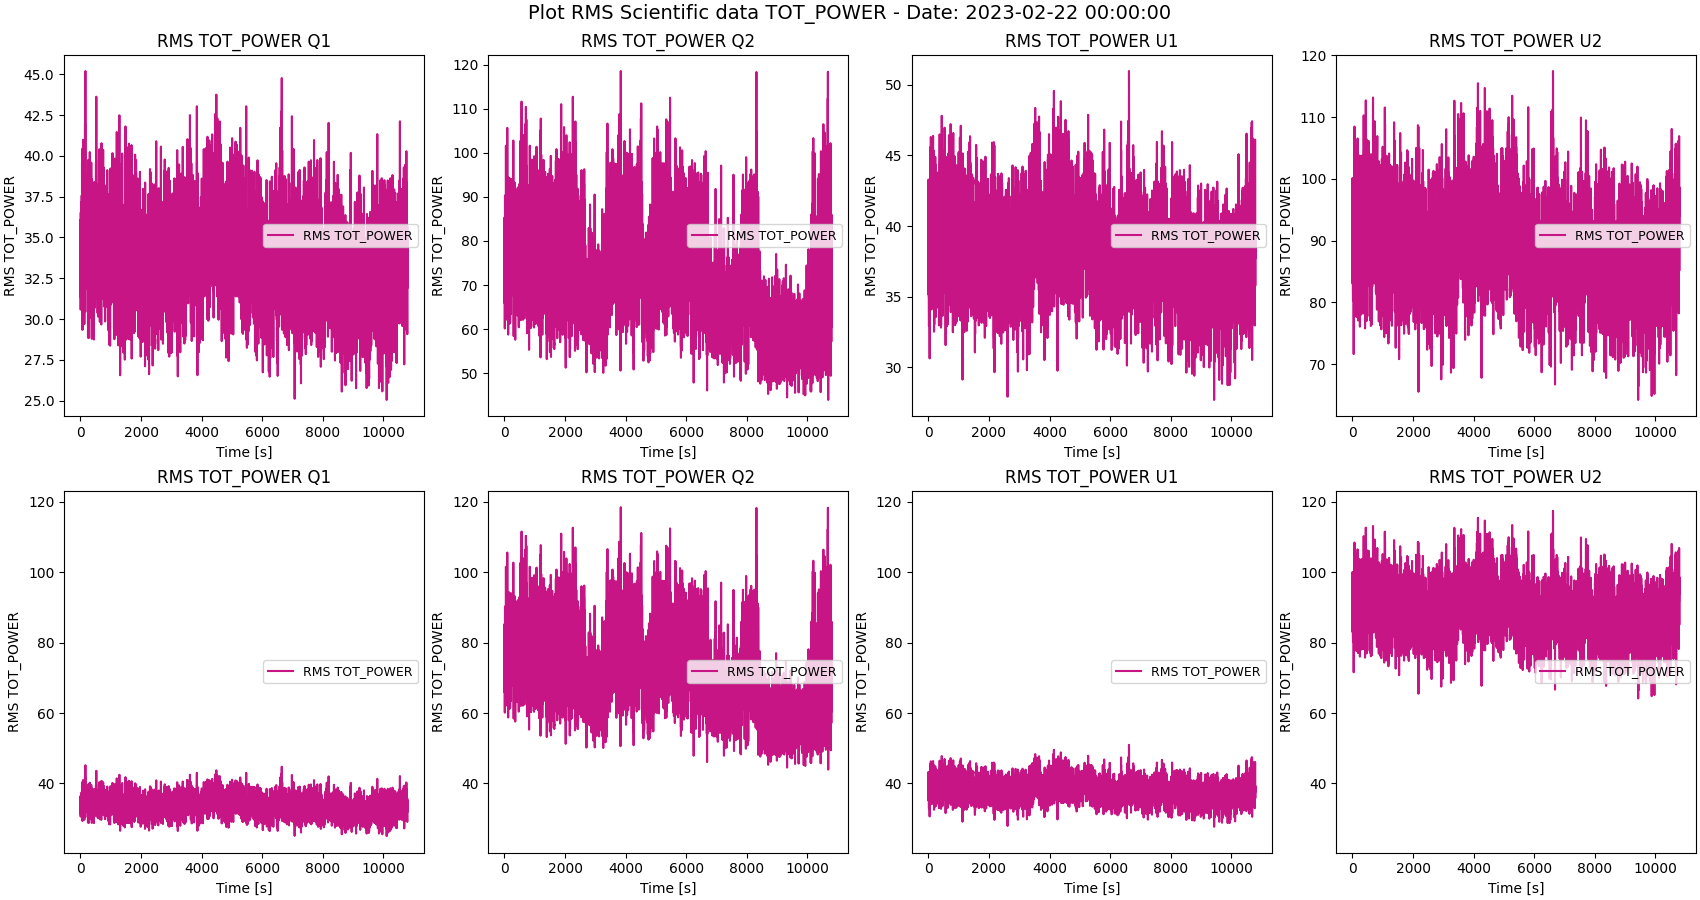 Plot RMS Scientific data TOT_POWER - Date: 2023-02-22 00:00:00
RMS TOT_POWER Q1
RMS TOT_POWER
45.0
42.5
40.0
37.5
35.0
32.5
30.0
27.5
25.0
RMS TOT_POWER
0 2000 4000 6000 8000 10000
Time [s]
RMS TOT_POWER Q2
RMS TOT_POWER
120
110
100
90
80
70
60
50
RMS TOT_POWER
0 2000 4000 6000 8000 10000
Time [s]
RMS TOT_POWER U1
RMS TOT_POWER
50
45
40
35
30
RMS TOT_POWER
0 2000 4000 6000 8000 10000
Time [s]
RMS TOT_POWER U2
RMS TOT_POWER
120
110
100
90
80
70
RMS TOT_POWER
0 2000 4000 6000 8000 10000
Time [s]
RMS TOT_POWER Q1
RMS TOT_POWER
120
100
80
60
40
RMS TOT_POWER
0 2000 4000 6000 8000 10000
Time [s]
RMS TOT_POWER Q2
RMS TOT_POWER
120
100
80
60
40
RMS TOT_POWER
0 2000 4000 6000 8000 10000
Time [s]
RMS TOT_POWER U1
RMS TOT_POWER
120
100
80
60
40
RMS TOT_POWER
0 2000 4000 6000 8000 10000
Time [s]
RMS TOT_POWER U2
RMS TOT_POWER
120
100
80
60
40
RMS TOT_POWER
0 2000 4000 6000 8000 10000
Time [s]